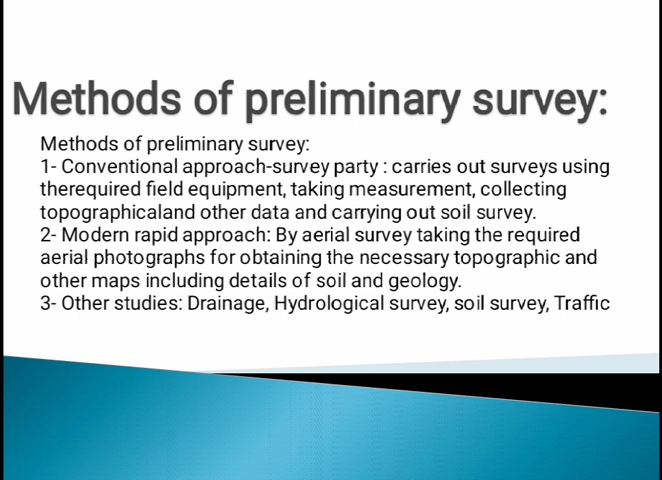 Methods of preliminary survey:
Methods of preliminary survey:
1- Conventional approach-survey party : carries out surveys using
therequired field equipment, taking measurement, collecting
topographicaland other data and carrying out soil survey.
2- Modern rapid approach: By aerial survey taking the required
aerial photographs for obtaining the necessary topographic and
other maps including details of soil and geology.
3- Other studies: Drainage, Hydrological survey, soil survey, Traffic